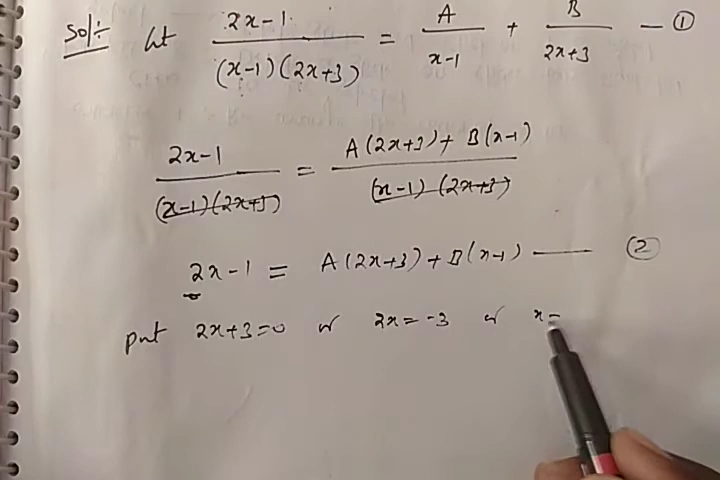 Sol:- Let (2x-1)/((x-1)(2x+3)) = A/(x-1) + B/(2x+3) — ①
(2x-1)/((x-1)(2x+3)) = (A(2x+3)+B(x-1))/((x-1)(2x+3))
2x-1 = A(2x+3)+B(x-1) — ②
put 2x+3=0 or 2x=-3 or x=